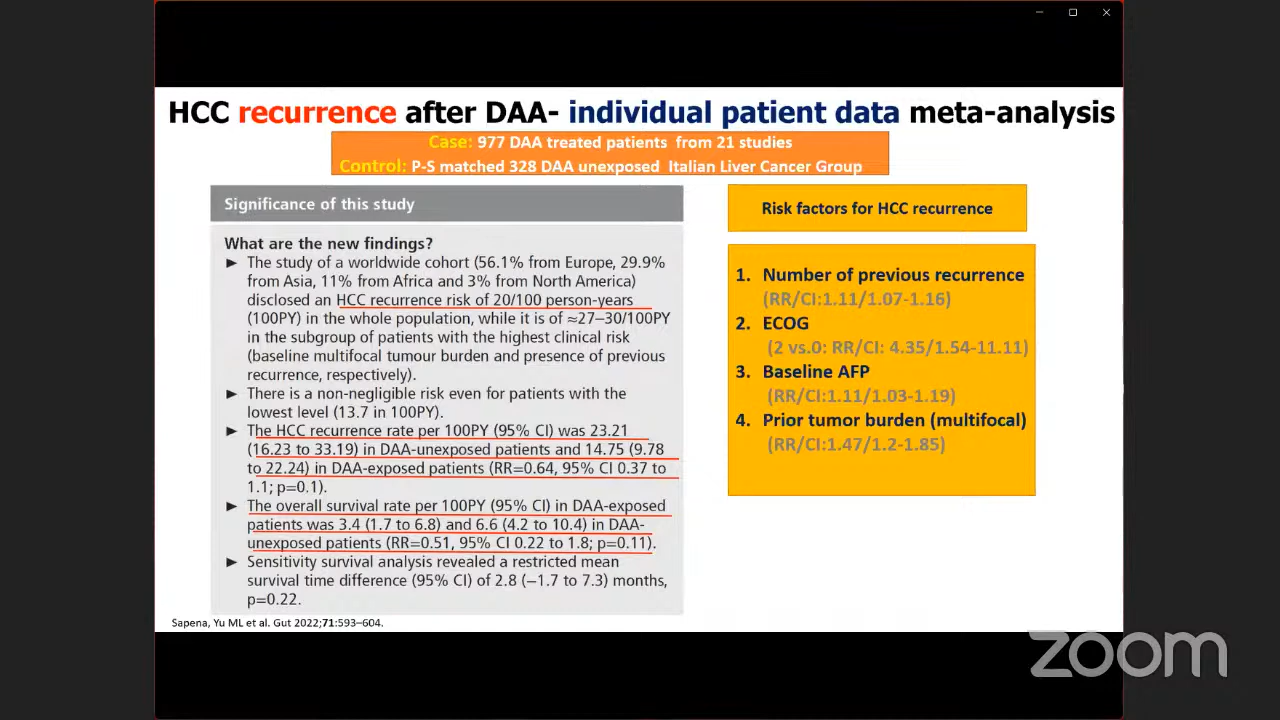 HCC recurrence after DAA- individual patient data meta-analysis
Case: 977 DAA treated patients from 21 studies
Control: P-S matched 328 DAA unexposed Italian Liver Cancer Group
Significance of this study
What are the new findings?
► The study of a worldwide cohort (56.1% from Europe, 29.9%
from Asia, 11% from Africa and 3% from North America)
disclosed an HCC recurrence risk of 20/100 person-years
(100PY) in the whole population, while it is of ≈27–30/100PY
in the subgroup of patients with the highest clinical risk
(baseline multifocal tumour burden and presence of previous
recurrence, respectively).
► There is a non-negligible risk even for patients with the
lowest level (13.7 in 100PY).
► The HCC recurrence rate per 100PY (95% CI) was 23.21
(16.23 to 33.19) in DAA-unexposed patients and 14.75 (9.78
to 22.24) in DAA-exposed patients (RR=0.64, 95% CI 0.37 to
1.1; p=0.1).
► The overall survival rate per 100PY (95% CI) in DAA-exposed
patients was 3.4 (1.7 to 6.8) and 6.6 (4.2 to 10.4) in DAA-
unexposed patients (RR=0.51, 95% CI 0.22 to 1.8; p=0.11).
► Sensitivity survival analysis revealed a restricted mean
survival time difference (95% CI) of 2.8 (−1.7 to 7.3) months,
p=0.22.
Risk factors for HCC recurrence
1. Number of previous recurrence
(RR/CI:1.11/1.07-1.16)
2. ECOG
(2 vs.0: RR/CI: 4.35/1.54-11.11)
3. Baseline AFP
(RR/CI:1.11/1.03-1.19)
4. Prior tumor burden (multifocal)
(RR/CI:1.47/1.2-1.85)
Sapena, Yu ML et al. Gut 2022;71:593–604.
zoom